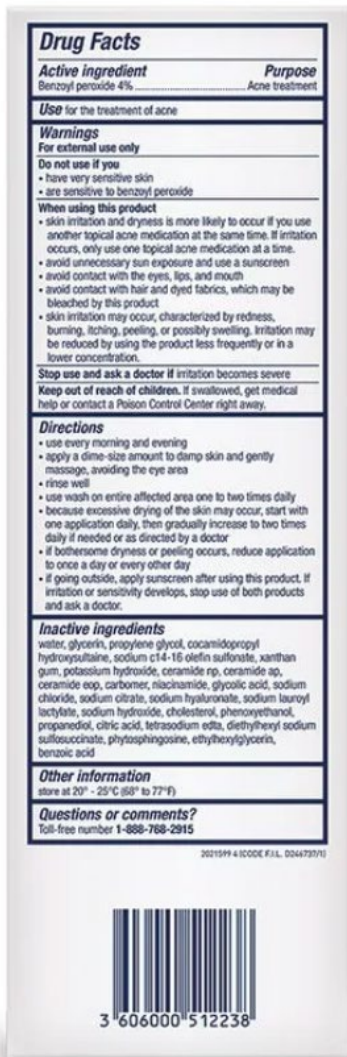 Drug Facts
Active ingredient Purpose
Benzoyl peroxide 4% ........................................ Acne treatment
Use for the treatment of acne
Warnings
For external use only
Do not use if you
• have very sensitive skin
• are sensitive to benzoyl peroxide
When using this product
• skin irritation and dryness is more likely to occur if you use
another topical acne medication at the same time. If irritation
occurs, only use one topical acne medication at a time.
• avoid unnecessary sun exposure and use a sunscreen
• avoid contact with the eyes, lips, and mouth
• avoid contact with hair and dyed fabrics, which may be
bleached by this product
• skin irritation may occur, characterized by redness,
burning, itching, peeling, or possibly swelling. Irritation may
be reduced by using the product less frequently or in a
lower concentration.
Stop use and ask a doctor if irritation becomes severe
Keep out of reach of children. If swallowed, get medical
help or contact a Poison Control Center right away.
Directions
• use every morning and evening
• apply a dime-size amount to damp skin and gently
massage, avoiding the eye area
• rinse well
• use wash on entire affected area one to two times daily
• because excessive drying of the skin may occur, start with
one application daily, then gradually increase to two times
daily if needed or as directed by a doctor
• if bothersome dryness or peeling occurs, reduce application
to once a day or every other day
• if going outside, apply sunscreen after using this product. If
irritation or sensitivity develops, stop use of both products
and ask a doctor.
Inactive ingredients
water, glycerin, propylene glycol, cocamidopropyl
hydroxysultaine, sodium c14-16 olefin sulfonate, xanthan
gum, potassium hydroxide, ceramide np, ceramide ap,
ceramide eop, carbomer, niacinamide, glycolic acid, sodium
chloride, sodium citrate, sodium hyaluronate, sodium lauroyl
lactylate, sodium hydroxide, cholesterol, phenoxyethanol,
propanediol, citric acid, tetrasodium edta, diethylhexyl sodium
sulfosuccinate, phytosphingosine, ethylhexylglycerin,
benzoic acid
Other information
store at 20° - 25°C (68° to 77°F)
Questions or comments?
Toll-free number 1-888-768-2915
2021599 4 (CODE F.I.L. D246737/1)
3 606000 512238